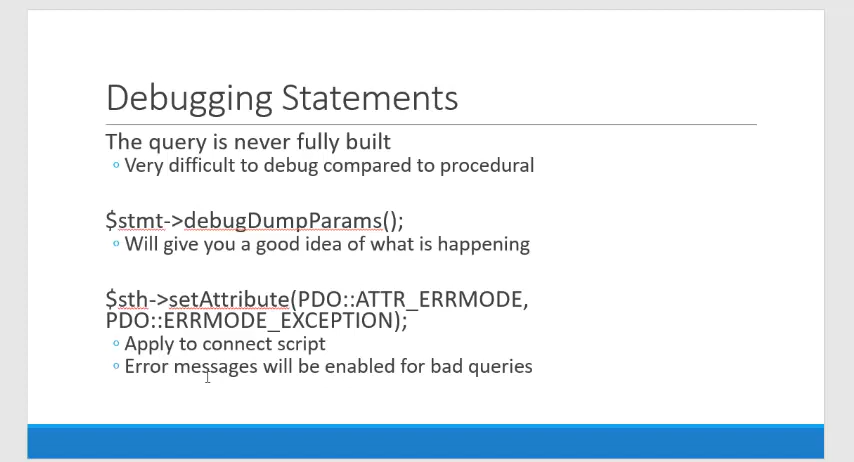 Debugging Statements
The query is never fully built
Very difficult to debug compared to procedural
$stmt->debugDumpParams();
Will give you a good idea of what is happening
$sth->setAttribute(PDO::ATTR_ERRMODE,
PDO::ERRMODE_EXCEPTION);
Apply to connect script
Error messages will be enabled for bad queries